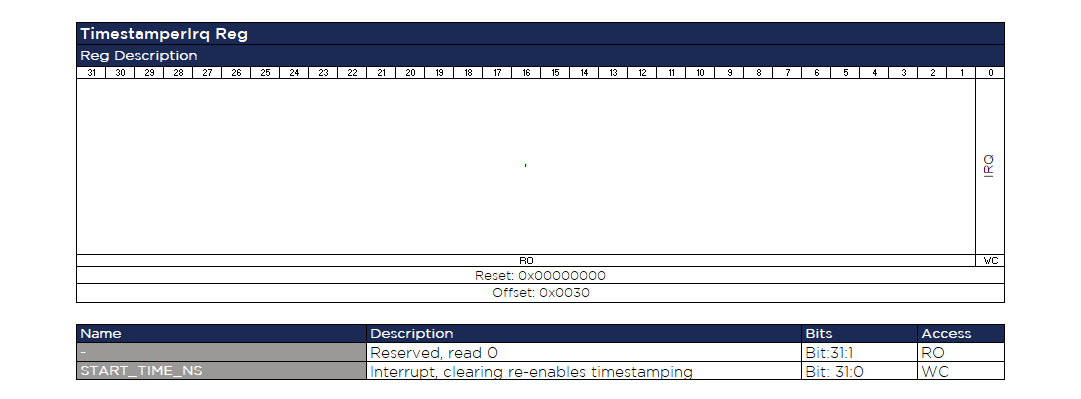 TimestamperIrq Reg
Reg Description
31 30 29 28 27 26 25 24 23 22 21 20 19 18 17 16 15 14 13 12 11 10 9 8 7 6 5 4 3 2 1 0
- IRQ
RO WC
Reset: 0x00000000
Offset: 0x0030
Name Description Bits Access
- Reserved, read 0 Bit:31:1 RO
START_TIME_NS Interrupt, clearing re-enables timestamping Bit: 31:0 WC